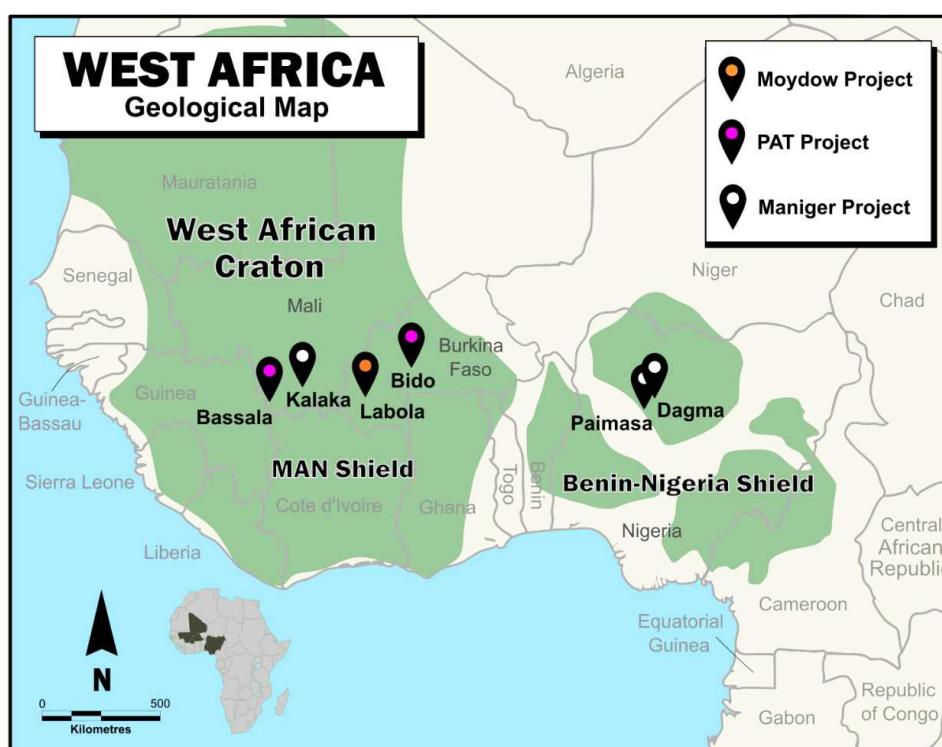 WEST AFRICA
Geological Map
Moydow Project
PAT Project
Maniger Project
Algeria
Mauratania
West African
Craton
Senegal
Mali
Niger
Chad
Burkina
Faso
Guinea-
Bassau
Guinea
Bassala
Kalaka
Labola
Bido
Paimasa
Dagma
MAN Shield
Benin-Nigeria Shield
Sierra Leone
Cote d'Ivoire
Ghana
Togo
Benin
Nigeria
Liberia
Central
African
Republic
Cameroon
Equatorial
Guinea
Gabon
Republic
of Congo
N
0
500
Kilometres